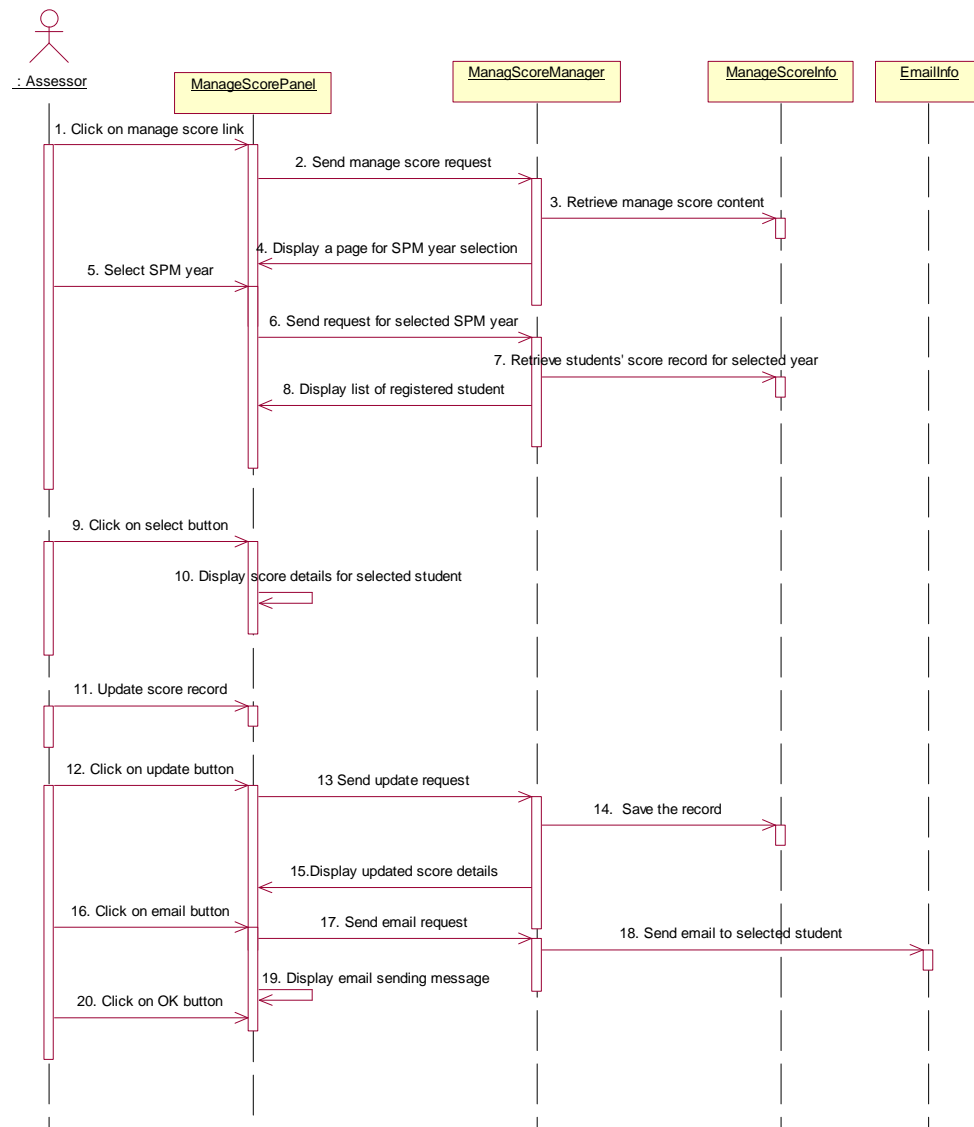 : Assessor
ManageScorePanel
ManagScoreManager
ManageScoreInfo
EmailInfo
1. Click on manage score link
2. Send manage score request
3. Retrieve manage score content
4. Display a page for SPM year selection
5. Select SPM year
6. Send request for selected SPM year
7. Retrieve students' score record for selected year
8. Display list of registered student
9. Click on select button
10. Display score details for selected student
11. Update score record
12. Click on update button
13 Send update request
14. Save the record
15.Display updated score details
16. Click on email button
17. Send email request
18. Send email to selected student
19. Display email sending message
20. Click on OK button